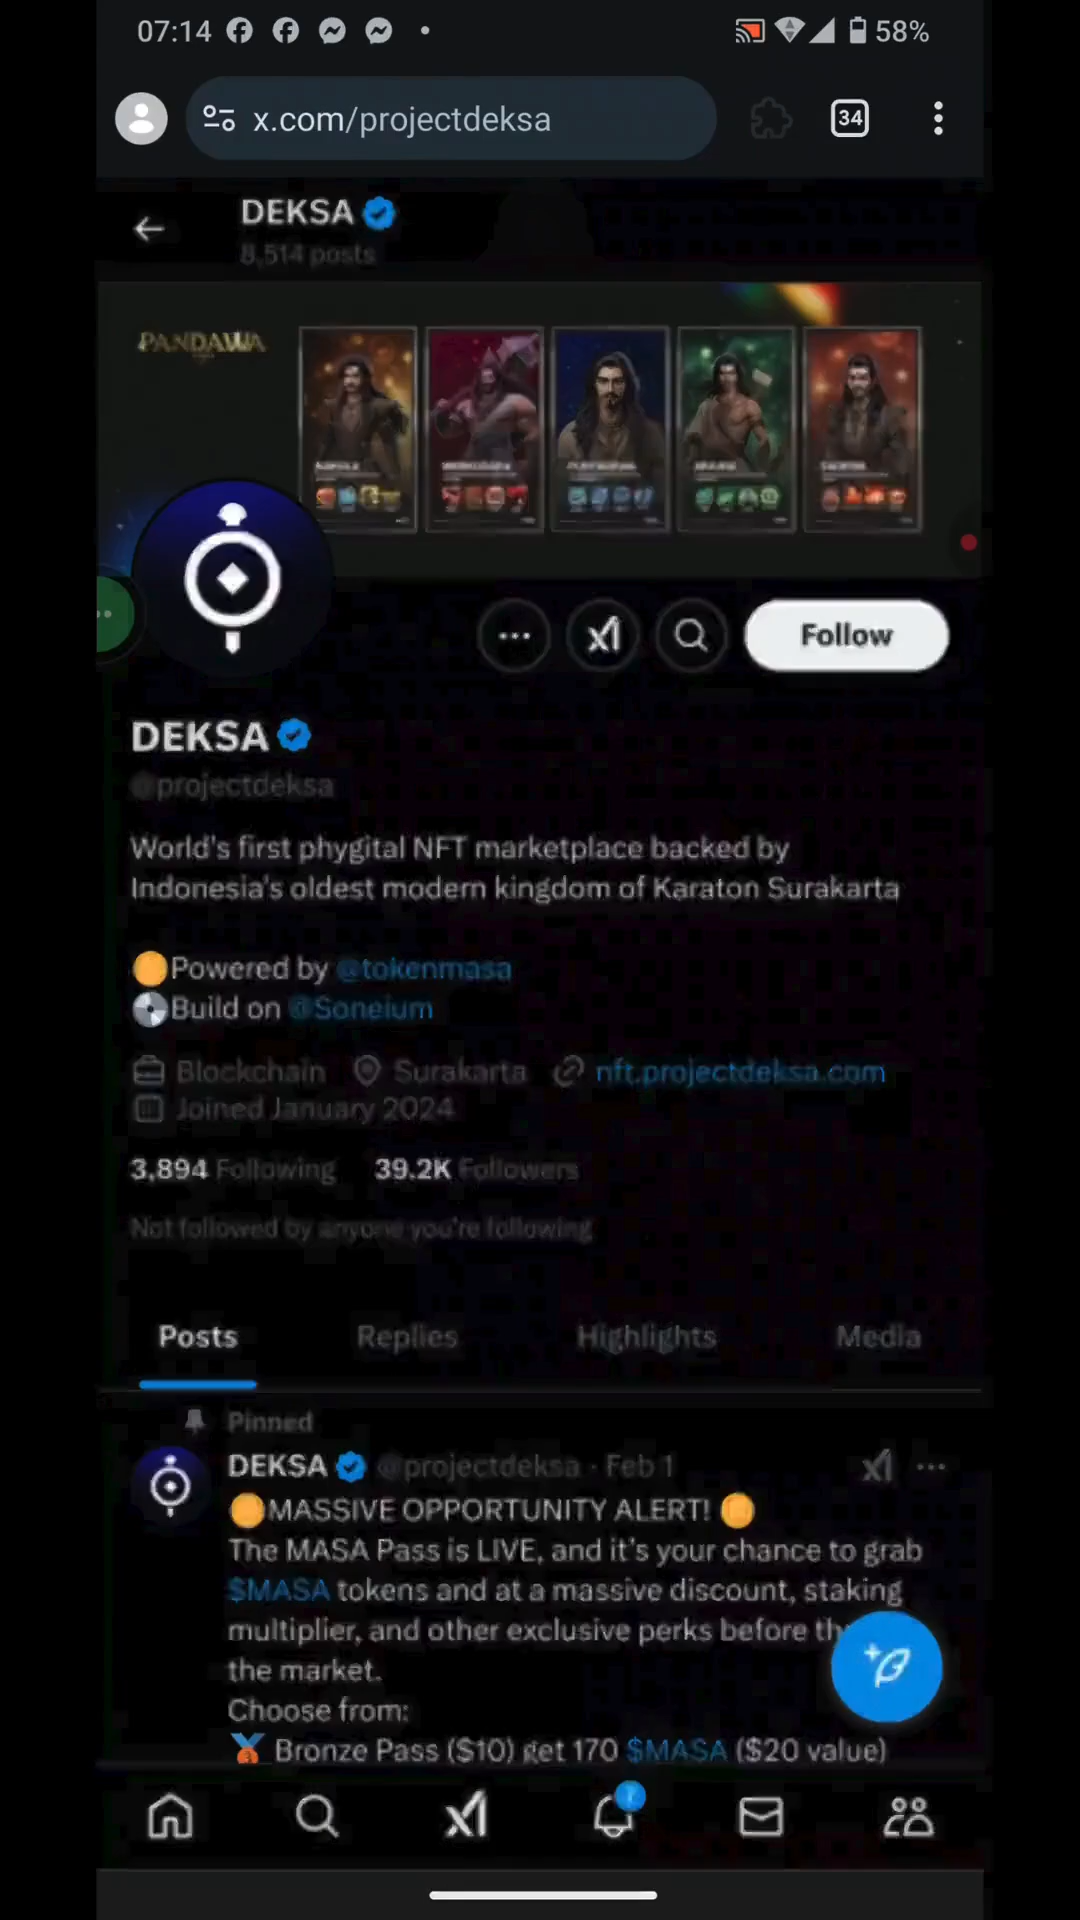 07:14
58%
x.com/projectdeksa
34
DEKSA
8,514 posts
PANDAWA
Follow
DEKSA
@projectdeksa
World's first phygital NFT marketplace backed by
Indonesia's oldest modern kingdom of Karaton Surakarta
Powered by @tokenmasa
Build on @Soneium
Blockchain Surakarta nft.projectdeksa.com
Joined January 2024
3,894 Following 39.2K Followers
Not followed by anyone you're following
Posts Replies Highlights Media
Pinned
DEKSA @projectdeksa · Feb 1
MASSIVE OPPORTUNITY ALERT!
The MASA Pass is LIVE, and it's your chance to grab
$MASA tokens and at a massive discount, staking
multiplier, and other exclusive perks before
the market.
Choose from:
Bronze Pass ($10) get 170 $MASA ($20 value)